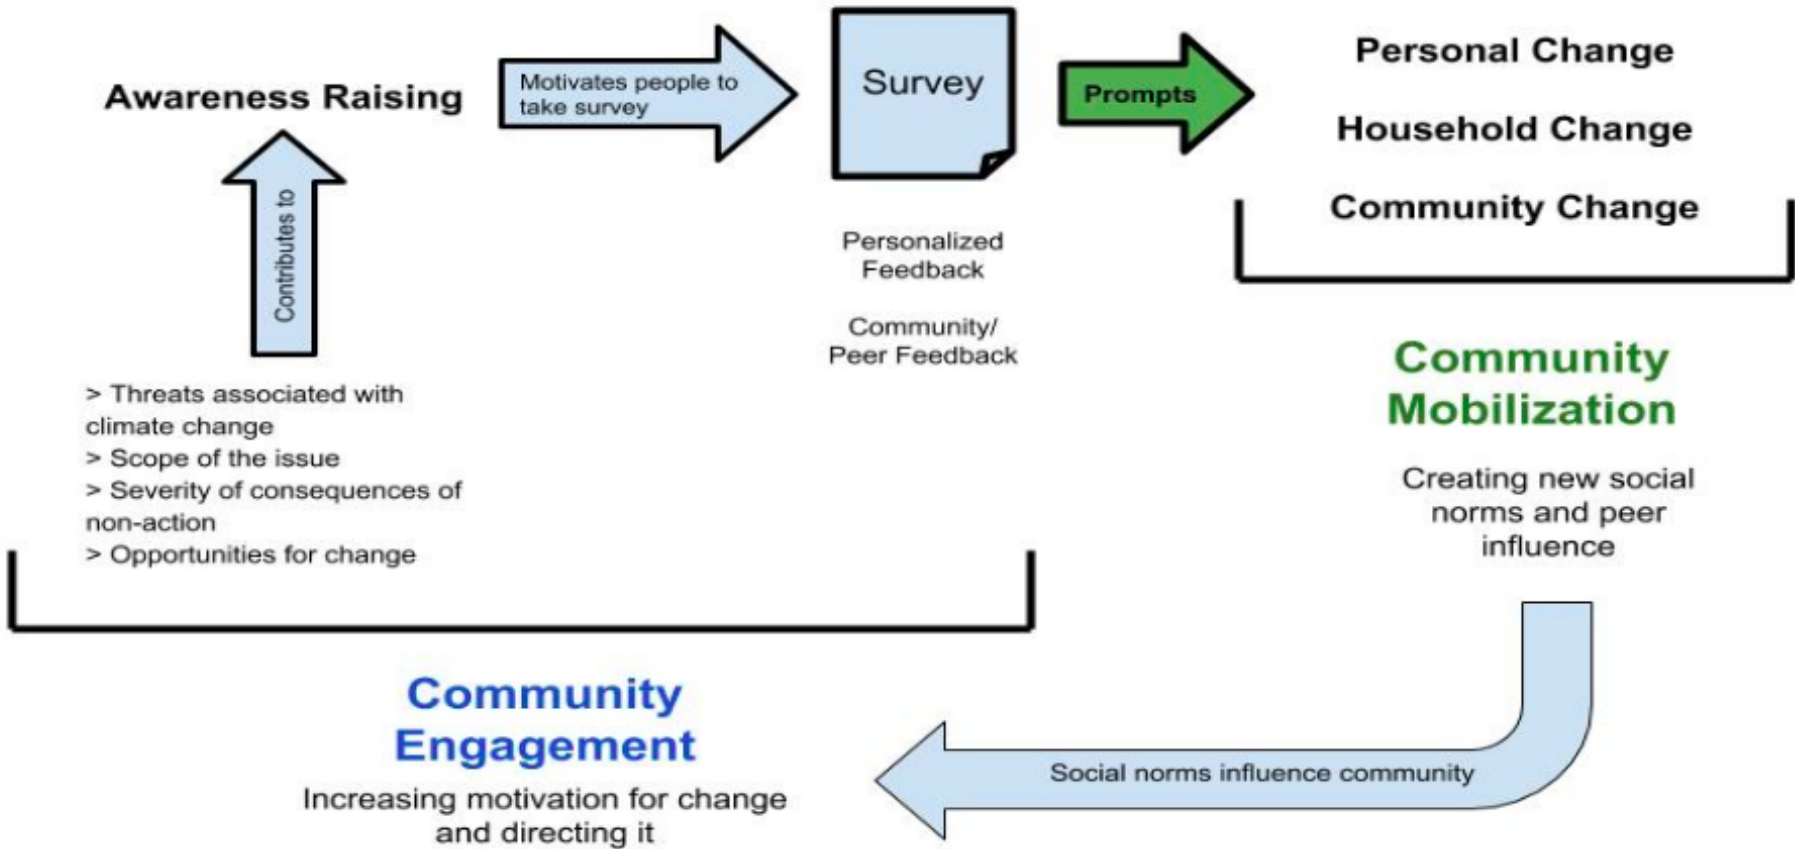 Awareness Raising
Motivates people to
take survey
Survey
Prompts
Personal Change
Household Change
Community Change
Contributes to
Personalized
Feedback
Community/
Peer Feedback
> Threats associated with
climate change
> Scope of the issue
> Severity of consequences of
non-action
> Opportunities for change
Community
Mobilization
Creating new social
norms and peer
influence
Community
Engagement
Increasing motivation for change
and directing it
Social norms influence community